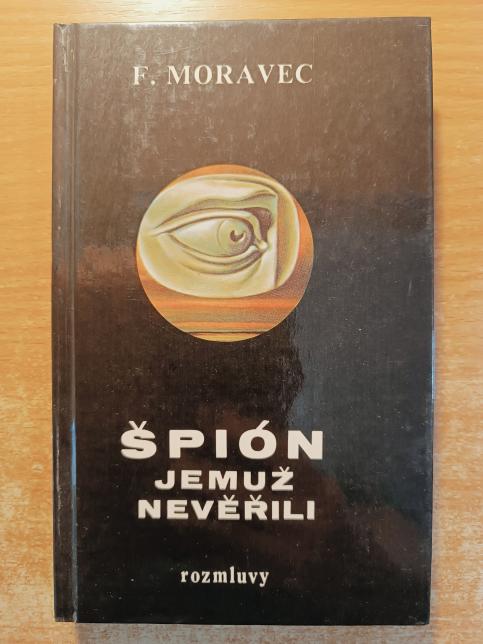 F. MORAVEC
ŠPIÓN
JEMUŽ
NEVĚŘILI
rozmluvy